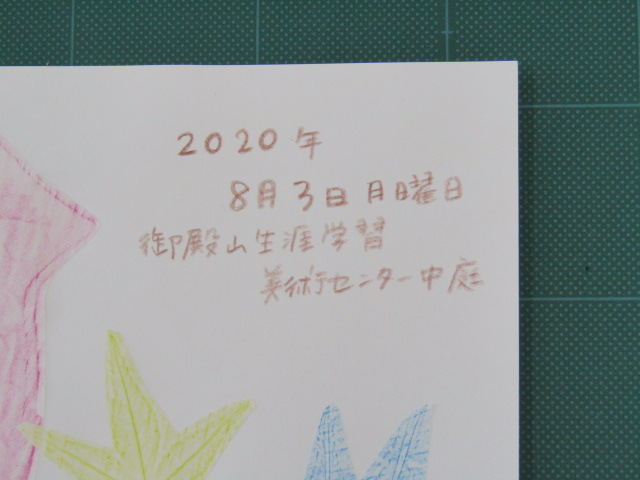 2020年
8月3日月曜日
御殿山生涯学習
美術センター中庭